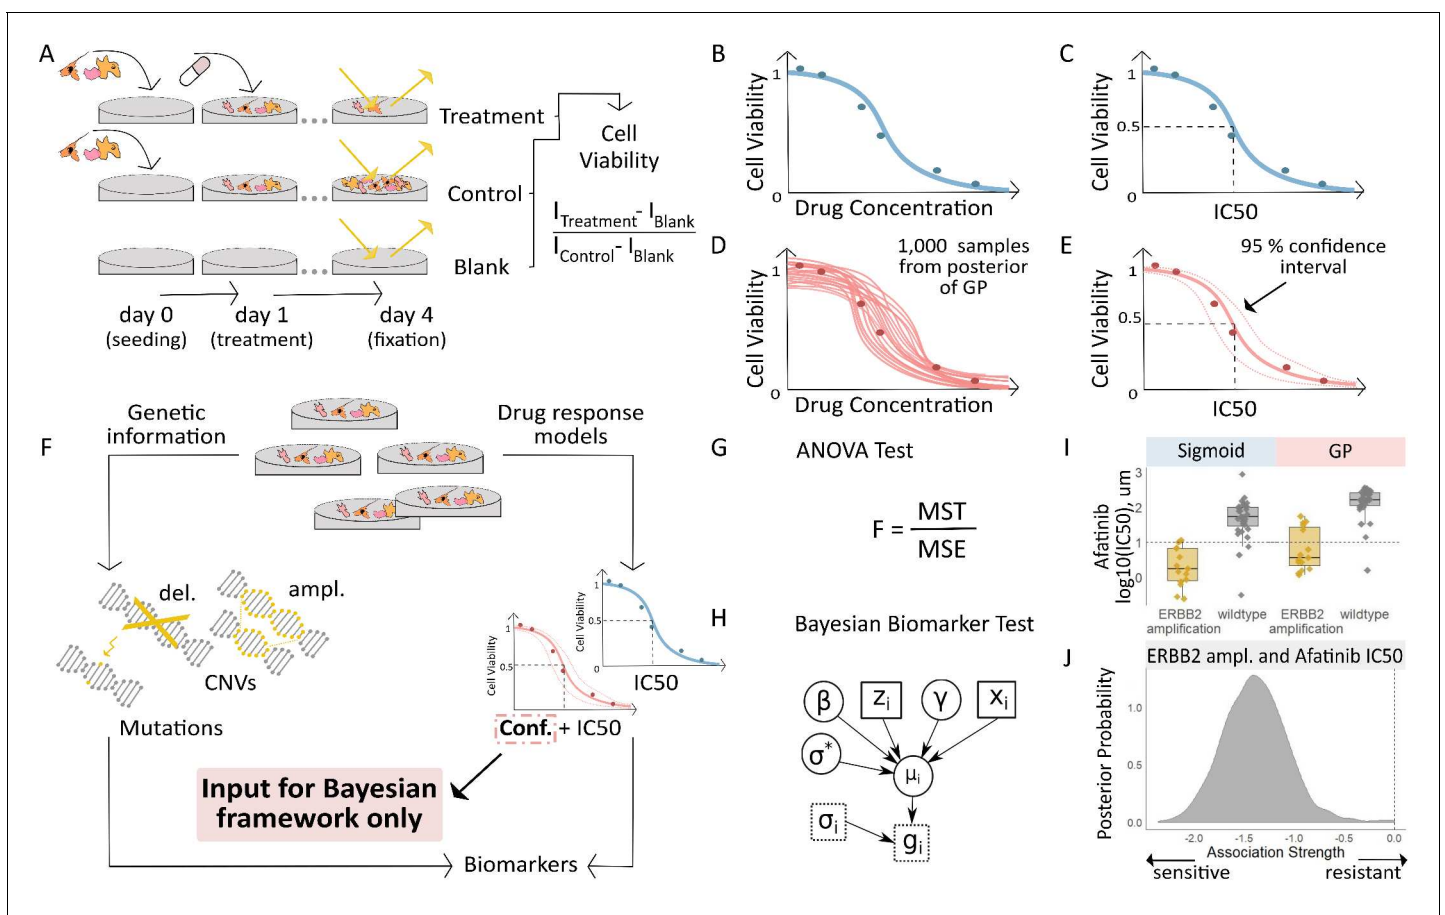 A
Treatment
Control
Blank
Cell
Viability
I Treatment - I Blank
I Control - I Blank
day 0
(seeding)
day 1
(treatment)
day 4
(fixation)
B
Cell Viability
1
0
Drug Concentration
C
Cell Viability
1
0.5
0
IC50
D
1,000 samples
from posterior
of GP
Cell Viability
1
0
Drug Concentration
E
95 % confidence
interval
Cell Viability
1
0.5
0
IC50
F
Genetic
information
Drug response
models
del.
ampl.
CNVs
Mutations
Cell Viability
1
0.5
0
IC50
Cell Viability
1
0.5
0
Conf. + IC50
Input for Bayesian
framework only
Biomarkers
G
ANOVA Test
F = MST
MSE
H
Bayesian Biomarker Test
β
zi
γ
xi
σ*
μi
σi
gi
I
Sigmoid
GP
Afatinib
log10(IC50), um
3
2
1
0
-1
ERBB2
amplification
wildtype
ERBB2
amplification
wildtype
J
ERBB2 ampl. and Afatinib IC50
Posterior Probability
1.0
0.5
0.0
-2.0
-1.5
-1.0
-0.5
0.0
Association Strength
sensitive
resistant